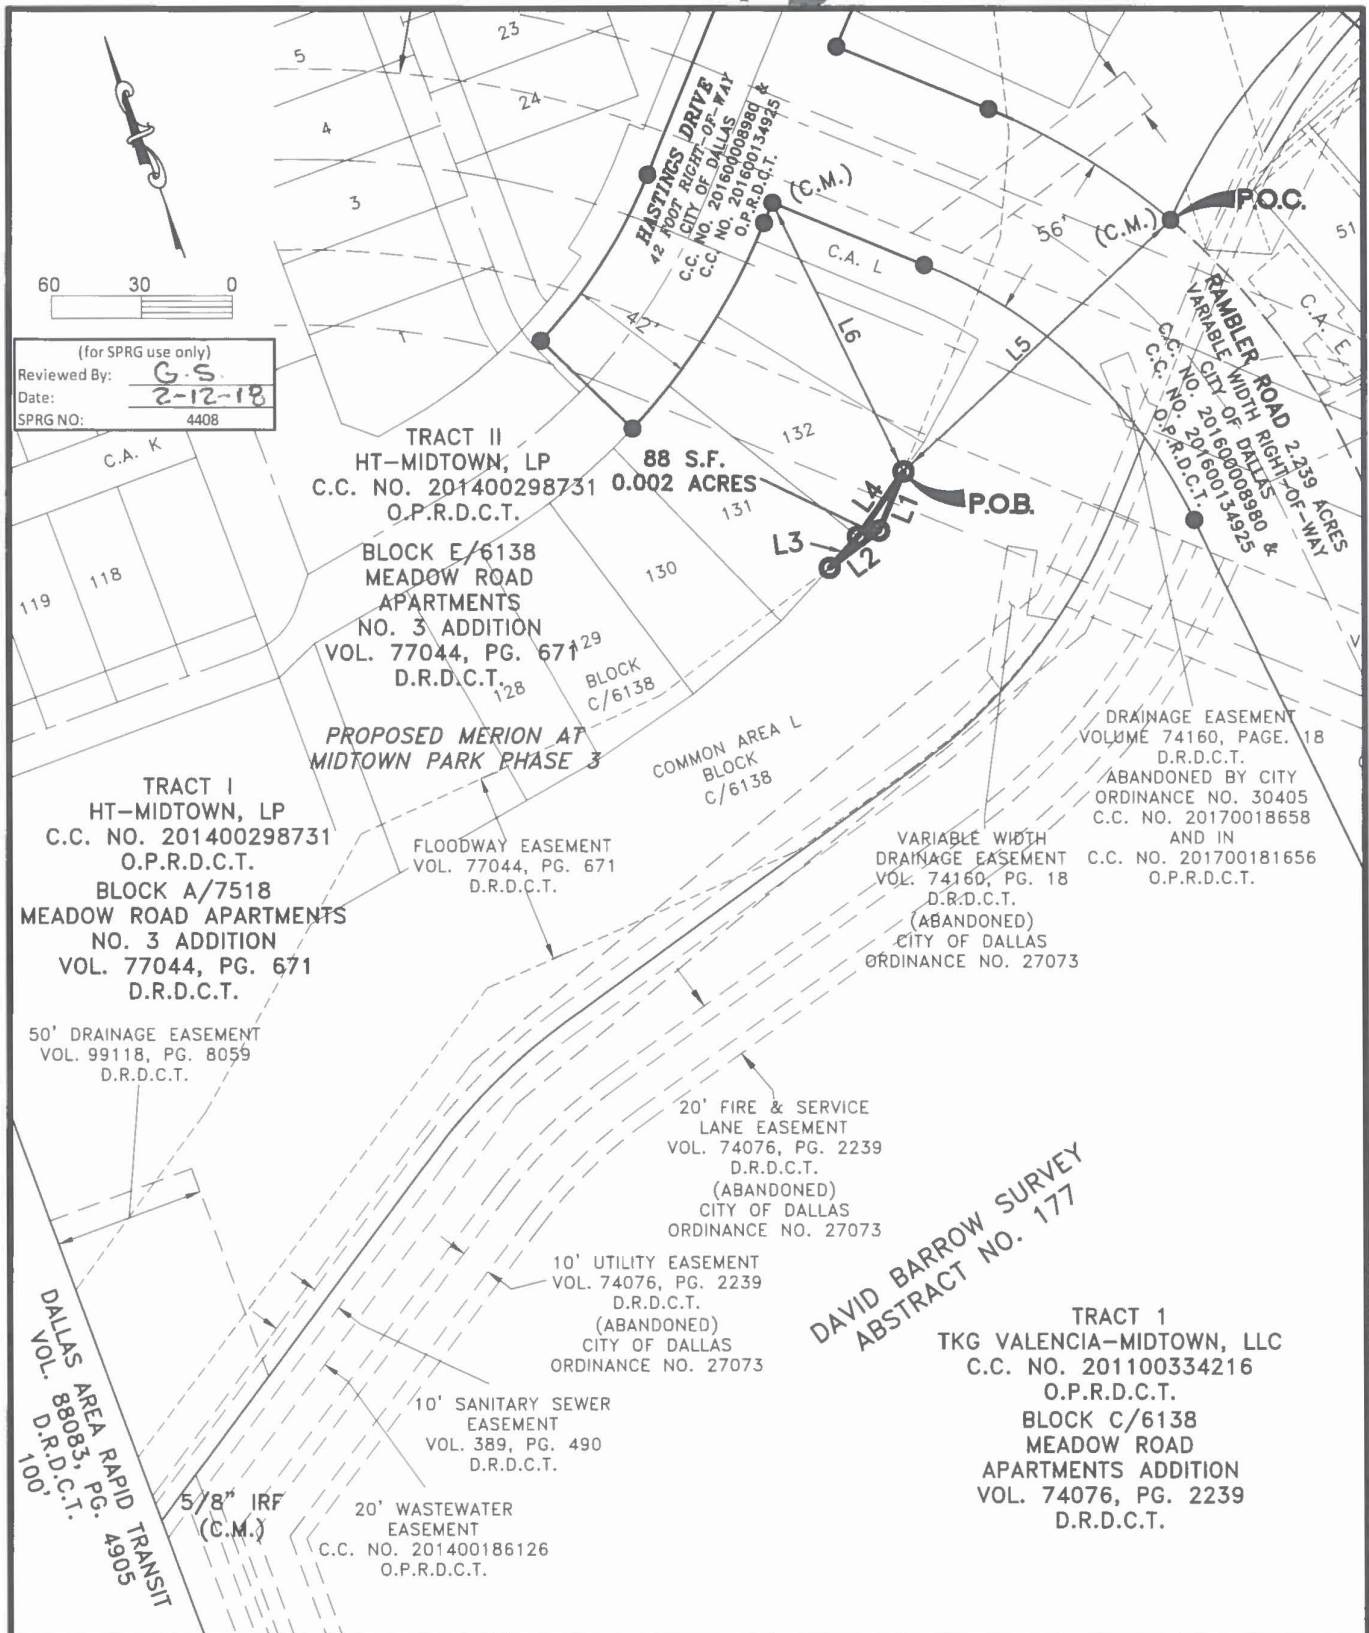 23
5
24
4
3
1
60 30 0
(for SPRG use only)
Reviewed By: G.S.
Date: 2-12-18
SPRG NO: 4408
HASTINGS DRIVE
42 FOOT RIGHT-OF-WAY
CITY OF DALLAS
C.C. NO. 201600008980 &
C.C. NO. 201600134925
O.P.R.D.C.T.
42'
(C.M.)
C.A. L
56'
(C.M.)
P.O.C.
51
C.A. E
RAMBLER ROAD 2.239 ACRES
VARIABLE WIDTH RIGHT-OF-WAY
CITY OF DALLAS
C.C. NO. 201600008980 &
C.C. NO. 201600134925
O.P.R.D.C.T.
L6
L5
132
88 S.F.
0.002 ACRES
131
L4
L1
P.O.B.
L3
L2
C.A. K
119
118
TRACT II
HT-MIDTOWN, LP
C.C. NO. 201400298731
O.P.R.D.C.T.
BLOCK E/6138
MEADOW ROAD
APARTMENTS
NO. 3 ADDITION
VOL. 77044, PG. 671
D.R.D.C.T.
130
129
128
BLOCK
C/6138
PROPOSED MERION AT
MIDTOWN PARK PHASE 3
COMMON AREA L
BLOCK
C/6138
TRACT I
HT-MIDTOWN, LP
C.C. NO. 201400298731
O.P.R.D.C.T.
BLOCK A/7518
MEADOW ROAD APARTMENTS
NO. 3 ADDITION
VOL. 77044, PG. 671
D.R.D.C.T.
FLOODWAY EASEMENT
VOL. 77044, PG. 671
D.R.D.C.T.
VARIABLE WIDTH
DRAINAGE EASEMENT
VOL. 74160, PG. 18
D.R.D.C.T.
(ABANDONED)
CITY OF DALLAS
ORDINANCE NO. 27073
DRAINAGE EASEMENT
VOLUME 74160, PAGE. 18
D.R.D.C.T.
ABANDONED BY CITY
ORDINANCE NO. 30405
C.C. NO. 20170018658
AND IN
C.C. NO. 201700181656
O.P.R.D.C.T.
50' DRAINAGE EASEMENT
VOL. 99118, PG. 8059
D.R.D.C.T.
20' FIRE & SERVICE
LANE EASEMENT
VOL. 74076, PG. 2239
D.R.D.C.T.
(ABANDONED)
CITY OF DALLAS
ORDINANCE NO. 27073
10' UTILITY EASEMENT
VOL. 74076, PG. 2239
D.R.D.C.T.
(ABANDONED)
CITY OF DALLAS
ORDINANCE NO. 27073
DAVID BARROW SURVEY
ABSTRACT NO. 177
TRACT 1
TKG VALENCIA-MIDTOWN, LLC
C.C. NO. 201100334216
O.P.R.D.C.T.
BLOCK C/6138
MEADOW ROAD
APARTMENTS ADDITION
VOL. 74076, PG. 2239
D.R.D.C.T.
10' SANITARY SEWER
EASEMENT
VOL. 389, PG. 490
D.R.D.C.T.
20' WASTEWATER
EASEMENT
C.C. NO. 201400186126
O.P.R.D.C.T.
DALLAS AREA RAPID TRANSIT
VOL. 88083, PG. 4905
D.R.D.C.T.
100'
5/8" IRF
(C.M.)